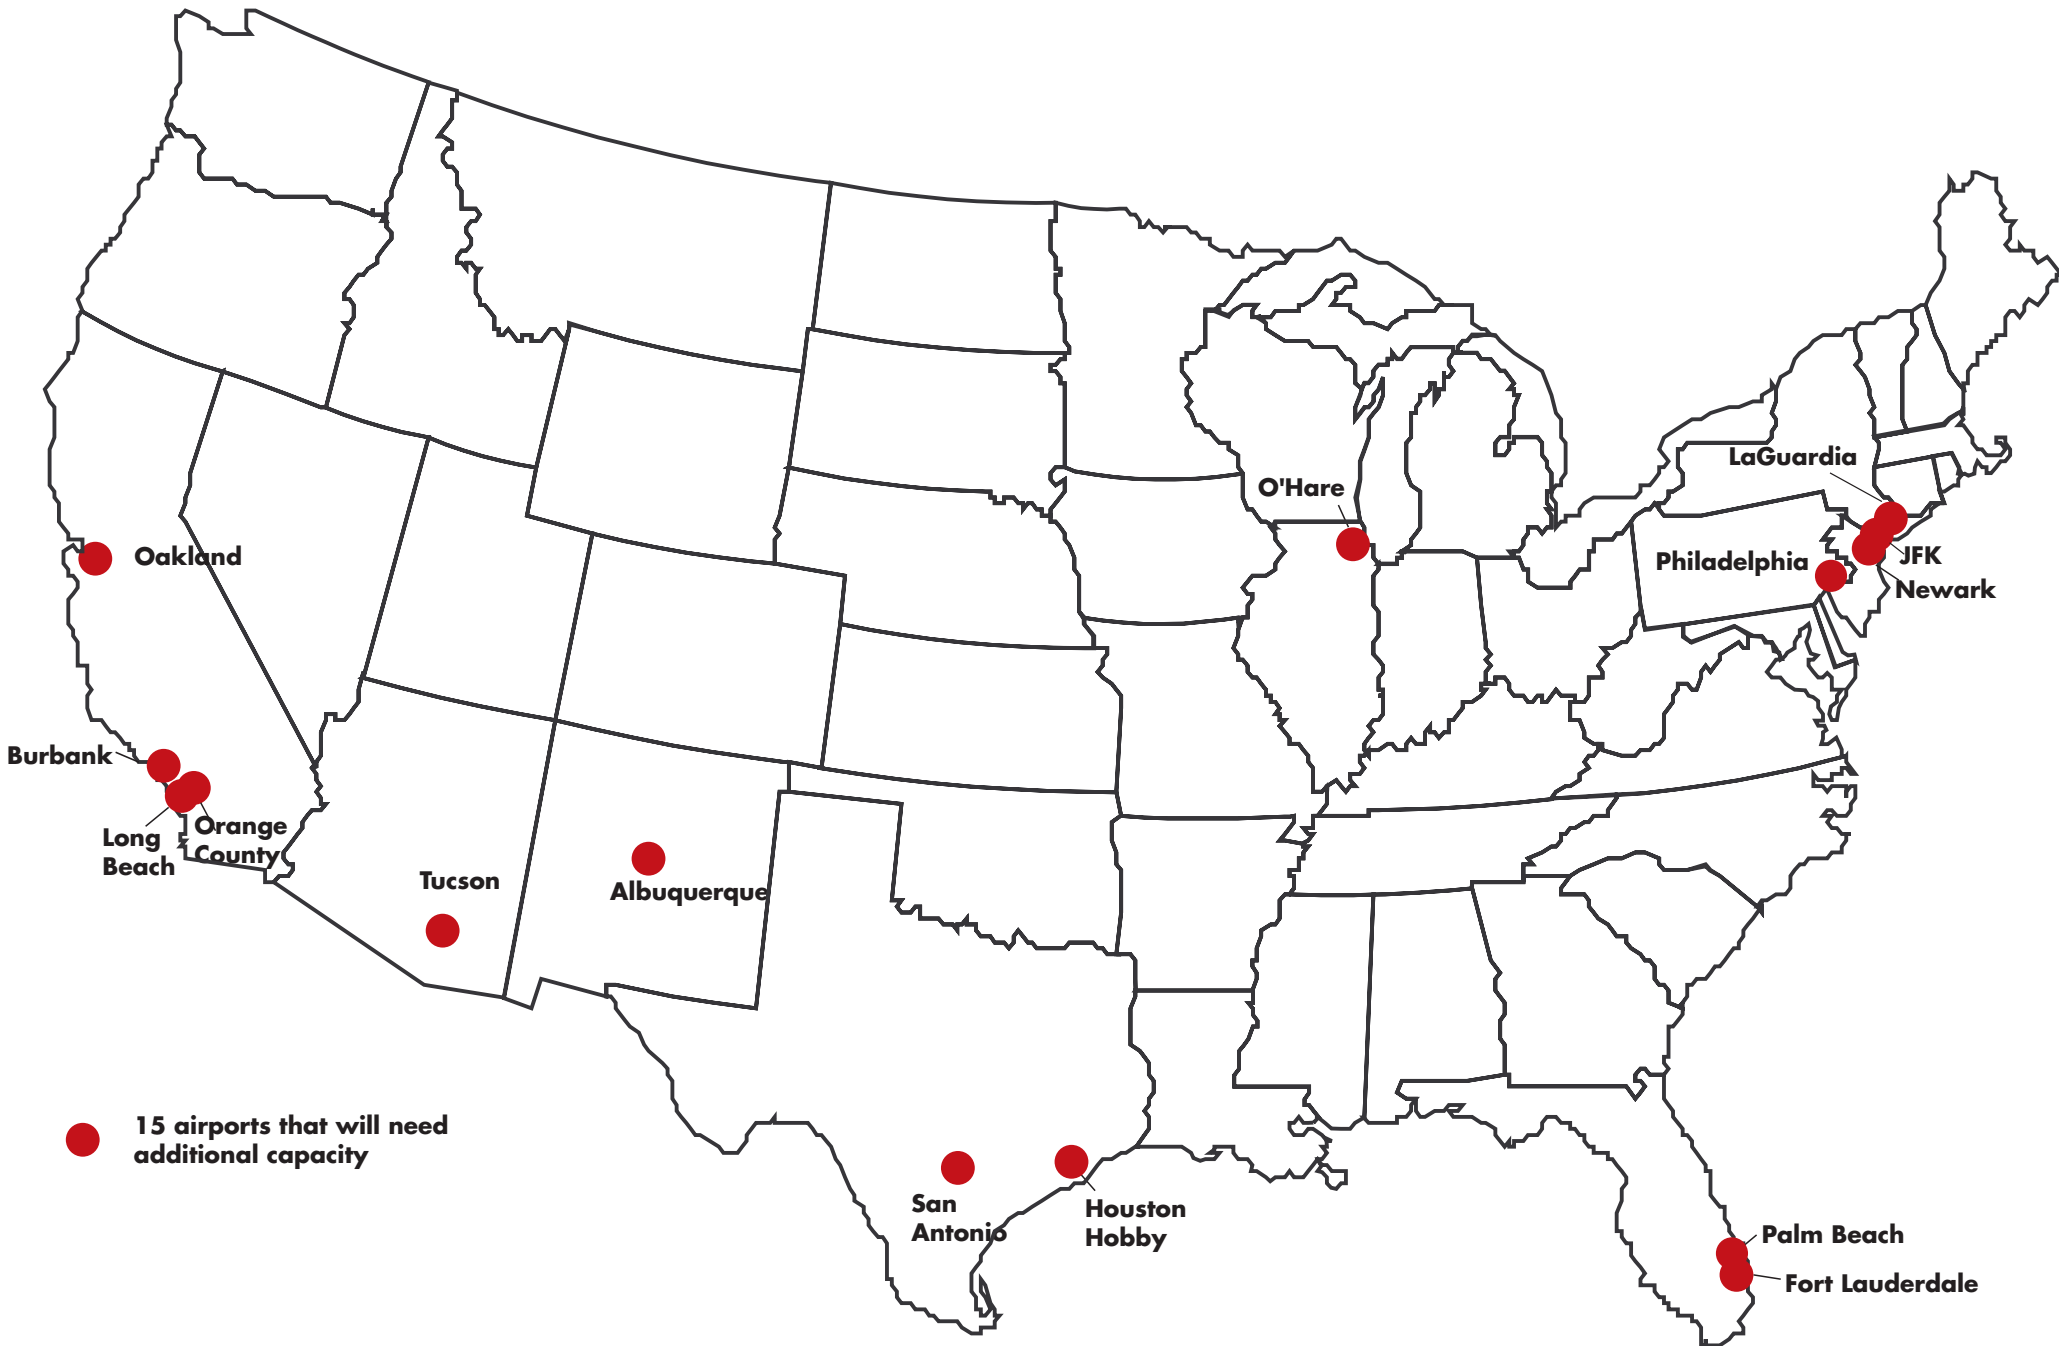 LaGuardia
O'Hare
Oakland
JFK
Philadelphia
Newark
Burbank
Orange
County
Long
Beach
Tucson
Albuquerque
15 airports that will need
additional capacity
San
Antonio
Houston
Hobby
Palm Beach
Fort Lauderdale